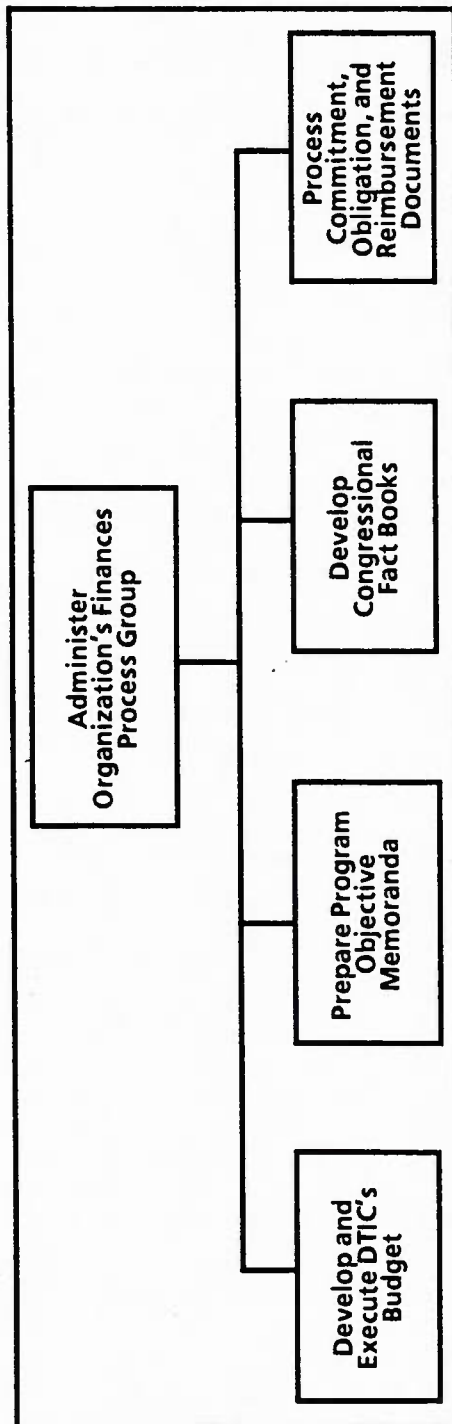 Administer
Organization's Finances
Process Group
Develop and
Execute DTIC's
Budget
Prepare Program
Objective
Memoranda
Develop
Congressional
Fact Books
Process
Commitment,
Obligation, and
Reimbursement
Documents